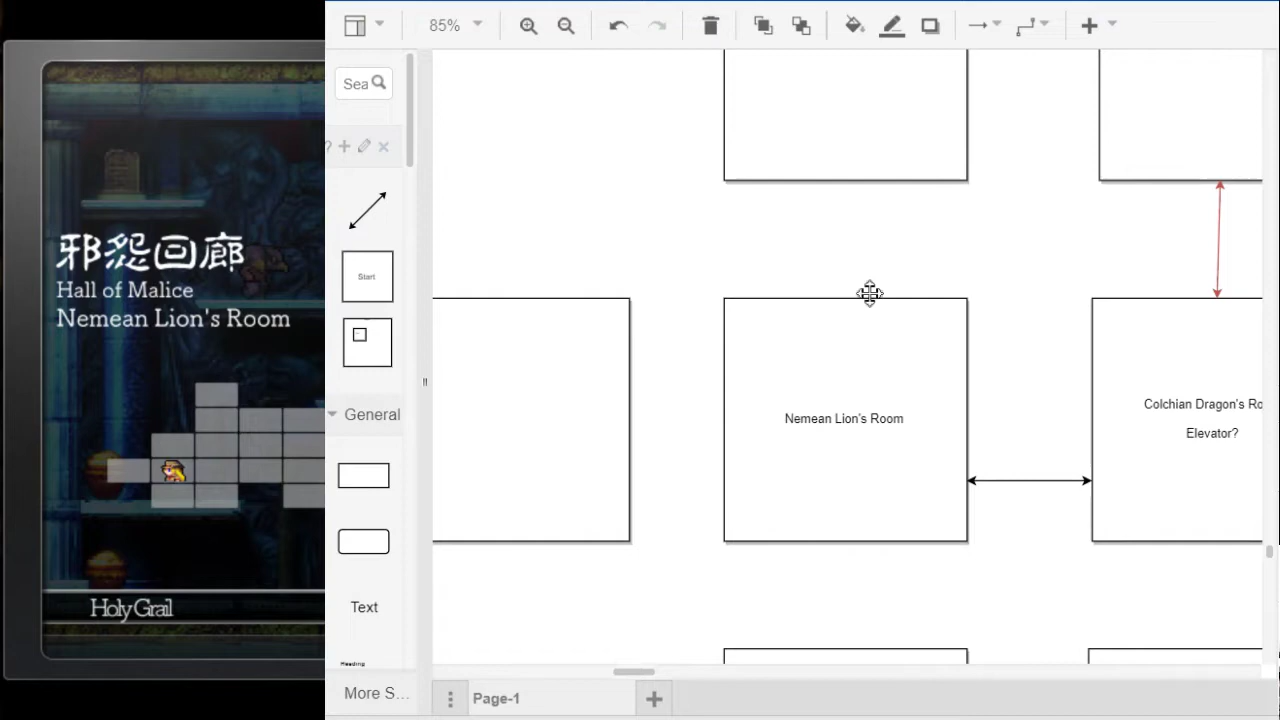 85%
Sea
?
Start
General
Text
Heading
More S...
邪怨回廊
Hall of Malice
Nemean Lion's Room
Holy Grail
Nemean Lion's Room
Colchian Dragon's Ro
Elevator?
Page-1